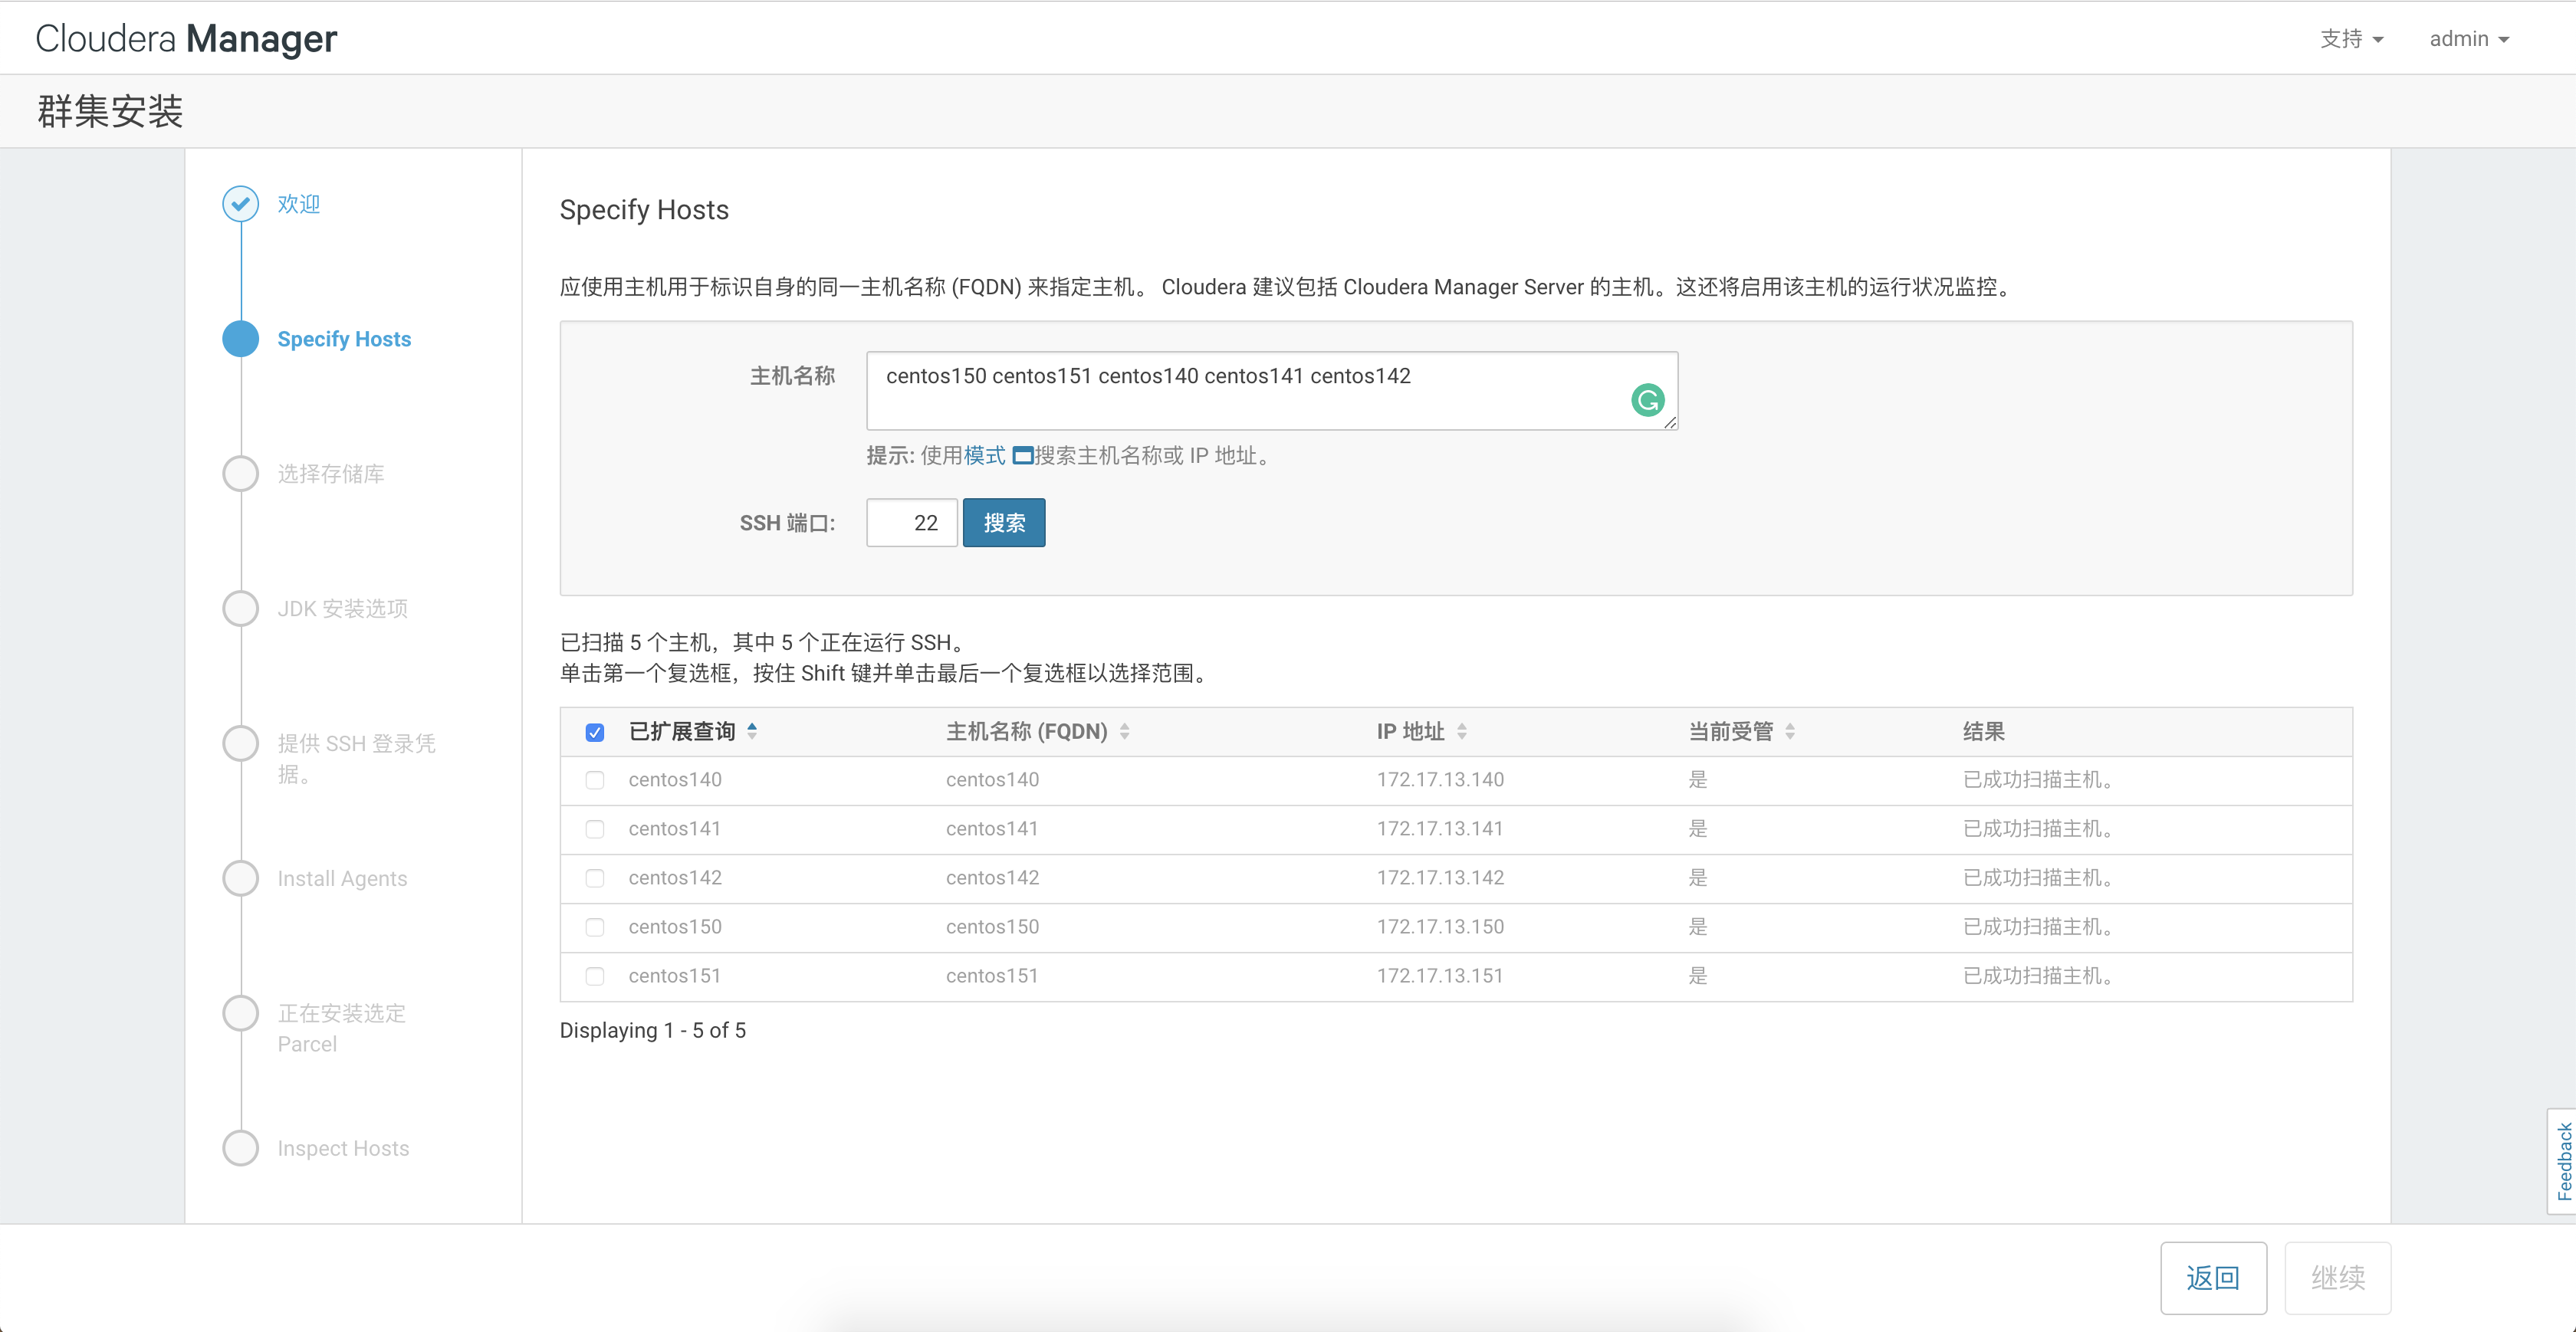 Cloudera Manager
支持
admin
群集安装
欢迎
Specify Hosts
选择存储库
JDK 安装选项
提供 SSH 登录凭
据。
Install Agents
正在安装选定
Parcel
Inspect Hosts
Specify Hosts
应使用主机用于标识自身的同一主机名称 (FQDN) 来指定主机。 Cloudera 建议包括 Cloudera Manager Server 的主机。这还将启用该主机的运行状况监控。
主机名称 centos150 centos151 centos140 centos141 centos142
提示: 使用模式 搜索主机名称或 IP 地址。
SSH 端口: 22 搜索
已扫描 5 个主机，其中 5 个正在运行 SSH。
单击第一个复选框，按住 Shift 键并单击最后一个复选框以选择范围。
已扩展查询 主机名称 (FQDN) IP 地址 当前受管 结果
centos140 centos140 172.17.13.140 是 已成功扫描主机。
centos141 centos141 172.17.13.141 是 已成功扫描主机。
centos142 centos142 172.17.13.142 是 已成功扫描主机。
centos150 centos150 172.17.13.150 是 已成功扫描主机。
centos151 centos151 172.17.13.151 是 已成功扫描主机。
Displaying 1 - 5 of 5
Feedback
返回 继续